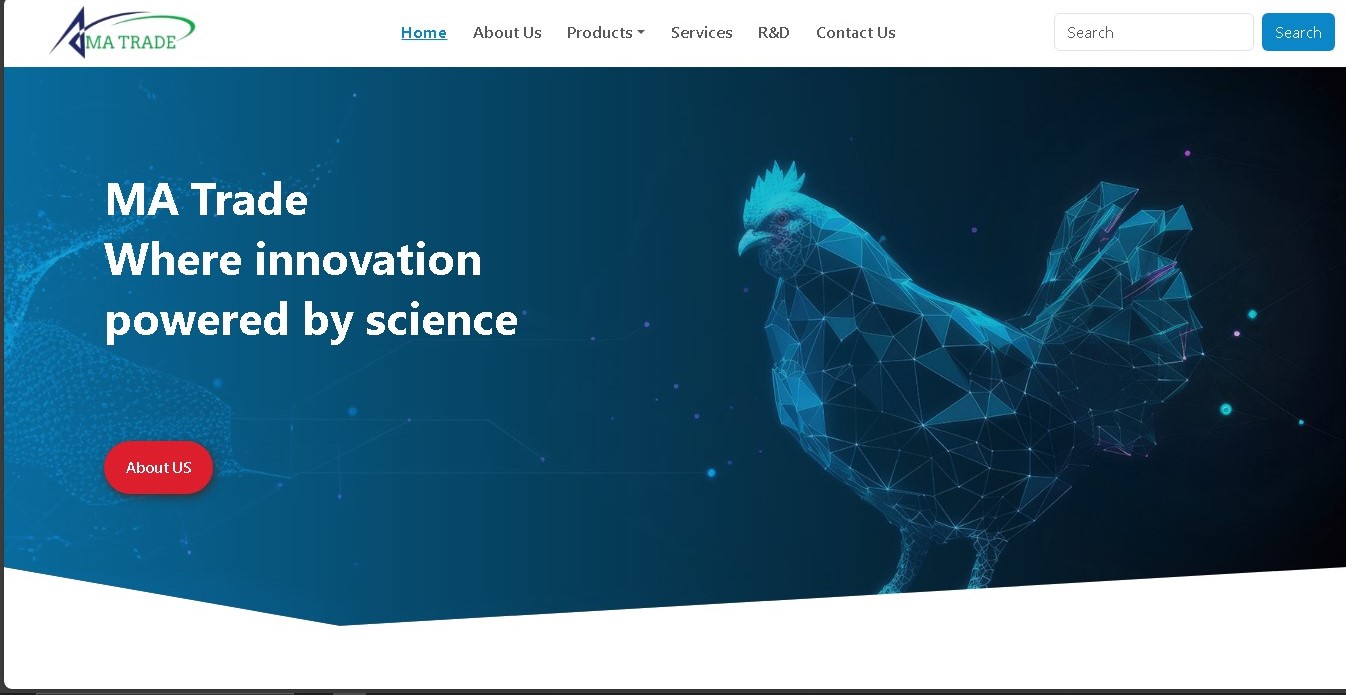 MA TRADE
Home About Us Products Services R&D Contact Us Search Search
MA Trade
Where innovation
powered by science
About US